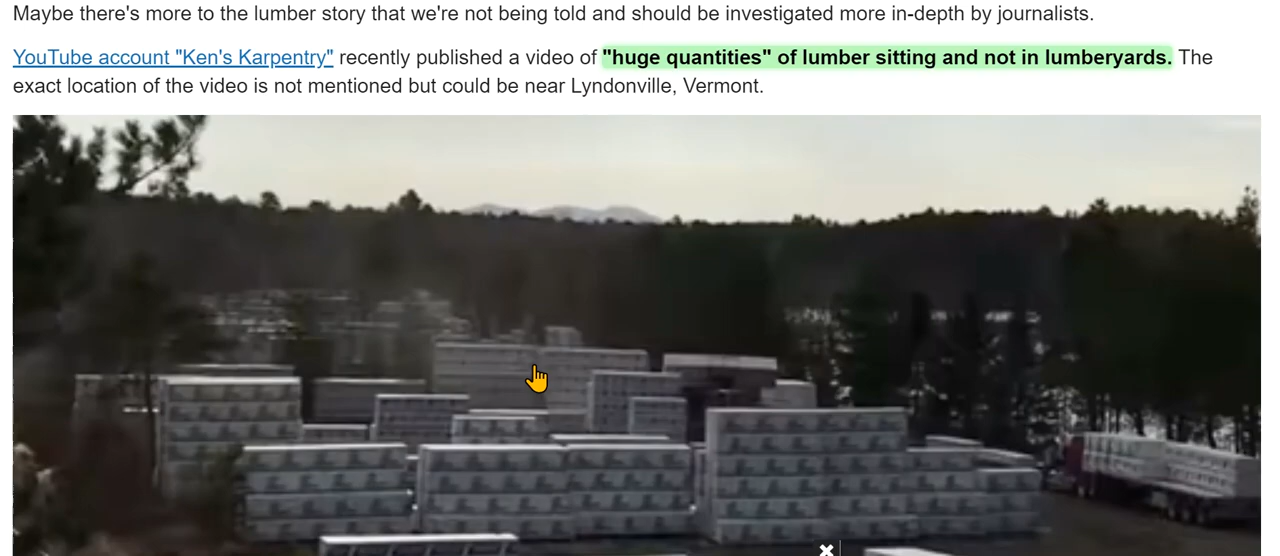 Maybe there's more to the lumber story that we're not being told and should be investigated more in-depth by journalists.
YouTube account "Ken's Karpentry" recently published a video of "huge quantities" of lumber sitting and not in lumberyards. The
exact location of the video is not mentioned but could be near Lyndonville, Vermont.